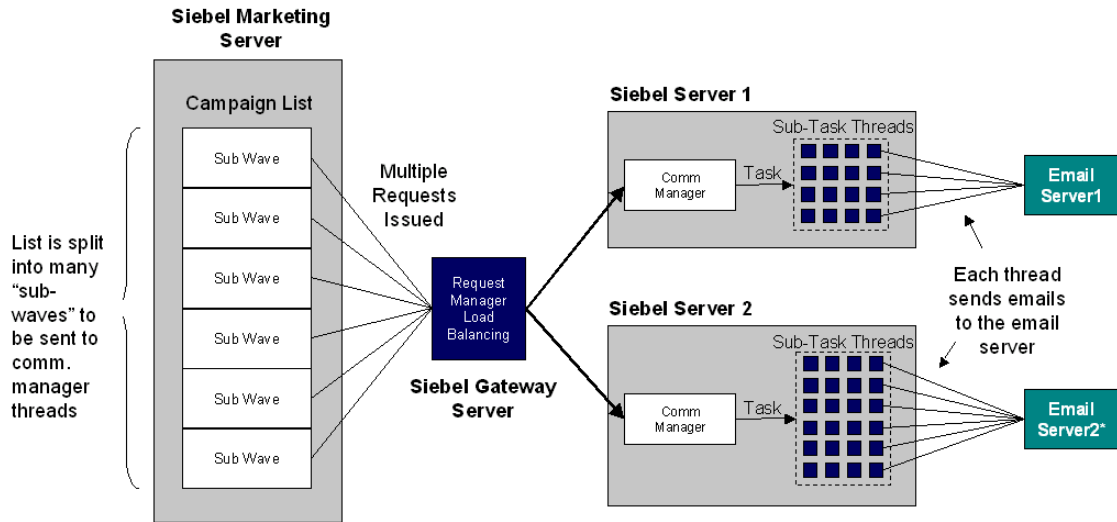 Siebel Marketing
Server
Campaign List
Sub Wave
Sub Wave
Sub Wave
Sub Wave
Sub Wave
Sub Wave
List is split
into many
“sub-
waves” to
be sent to
comm.
manager
threads
Multiple
Requests
Issued
Request
Manager
Load
Balancing
Siebel Gateway
Server
Siebel Server 1
Sub-Task Threads
Comm
Manager
Task
Email
Server1
Siebel Server 2
Sub-Task Threads
Comm
Manager
Task
Each thread
sends emails
to the email
server
Email
Server2*